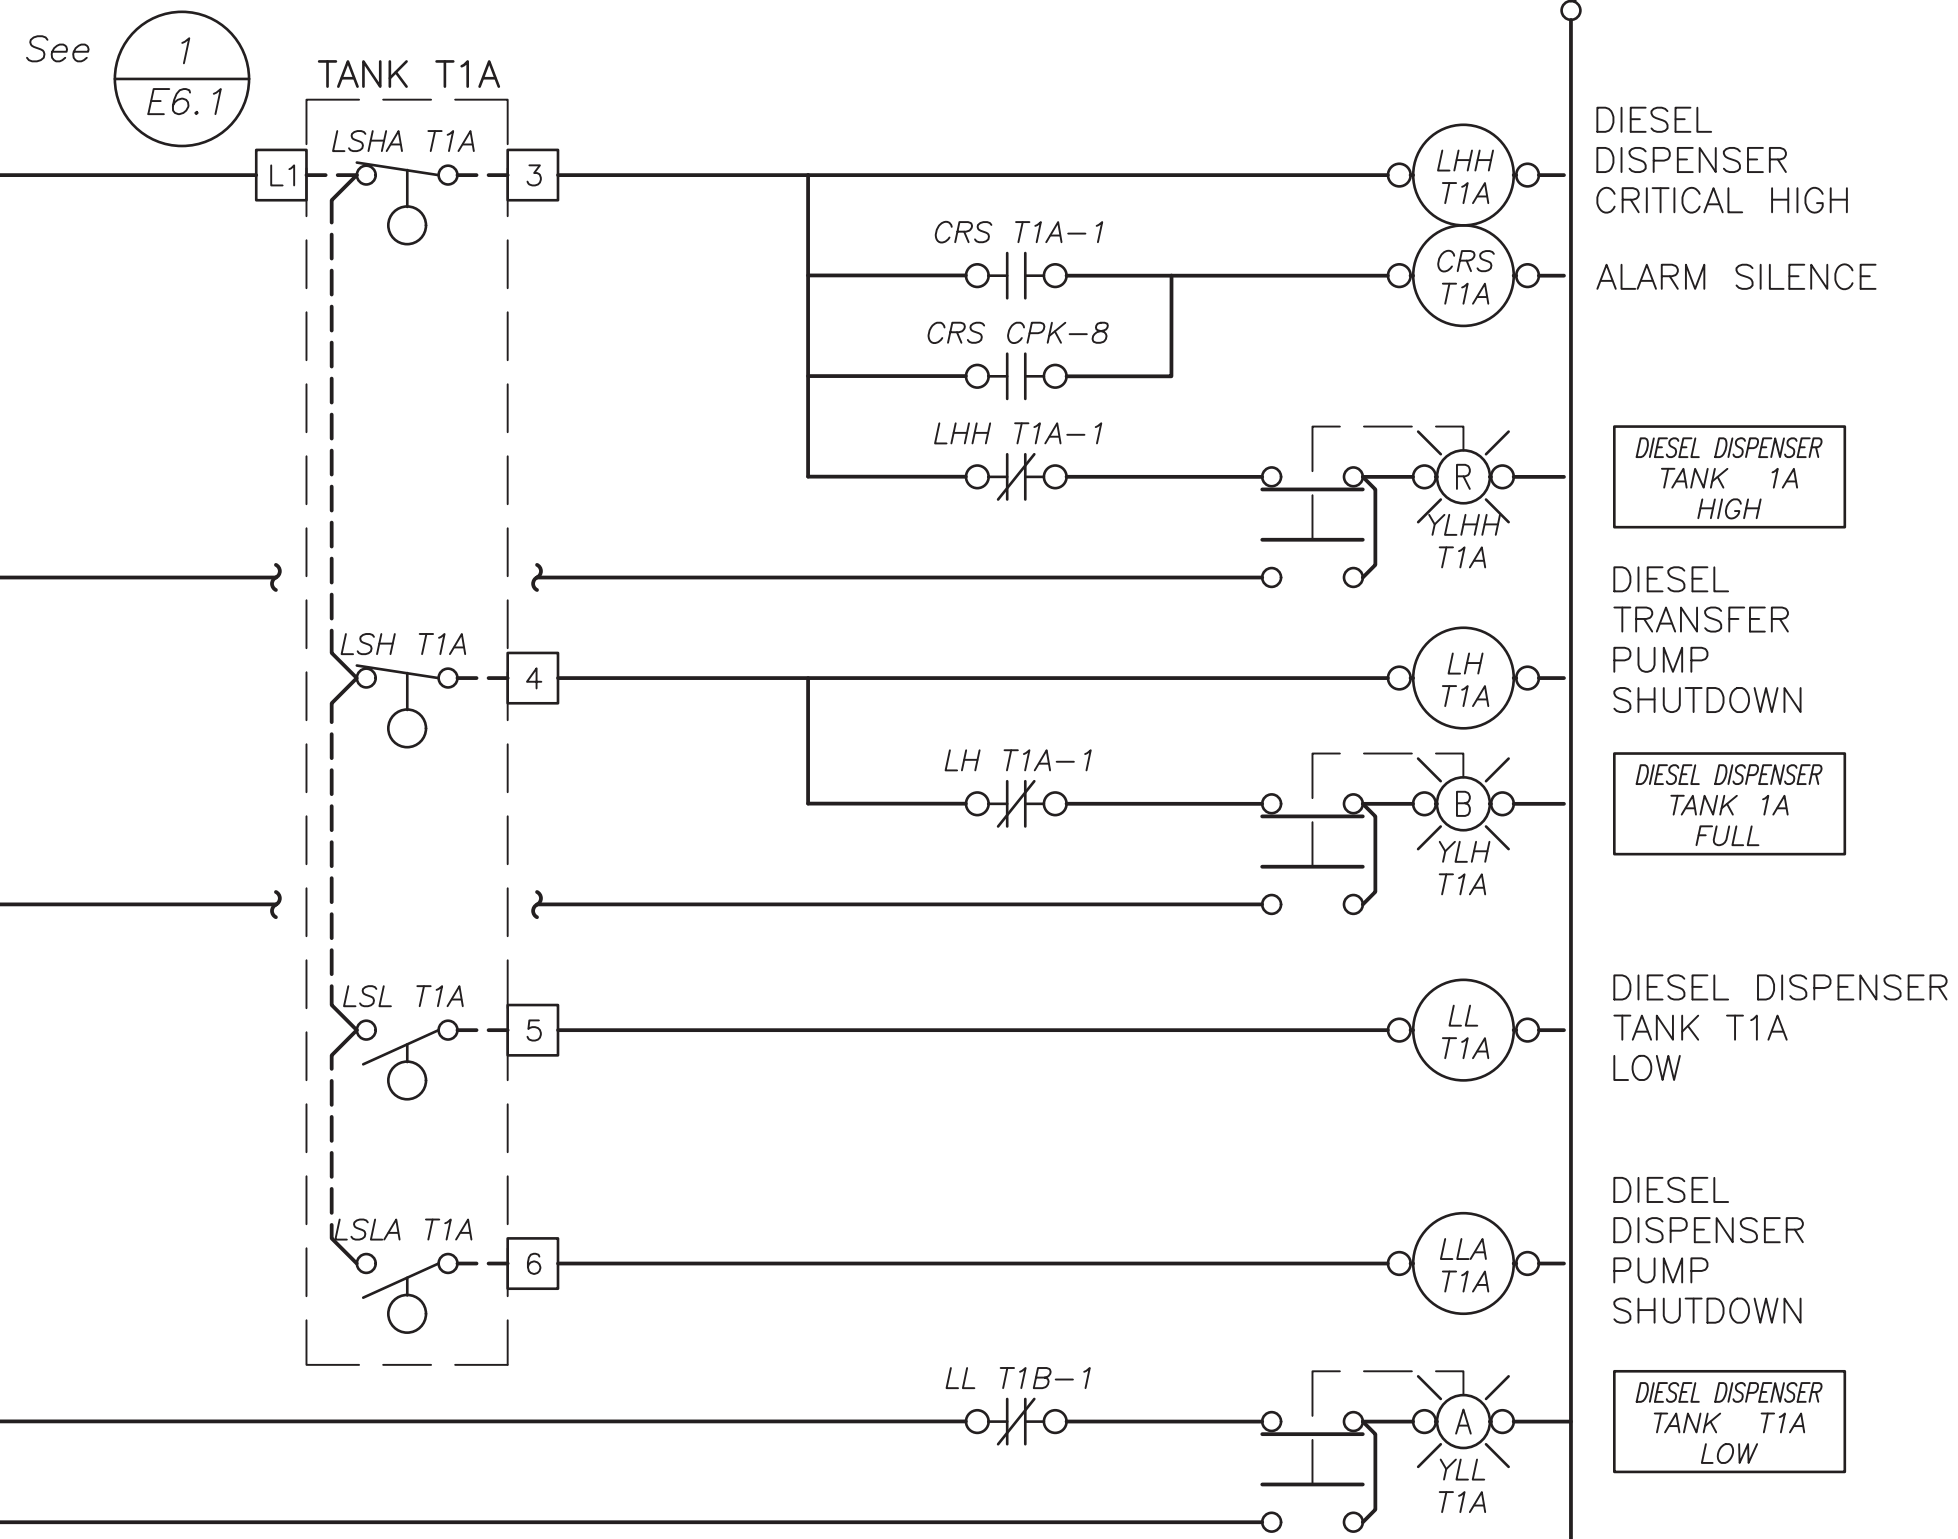 See
1
E6.1
TANK T1A
LSHA T1A
L1
3
LHH
T1A
DIESEL
DISPENSER
CRITICAL HIGH
CRS T1A-1
CRS
T1A
ALARM SILENCE
CRS CPK-8
LHH T1A-1
R
YLHH
T1A
DIESEL DISPENSER
TANK 1A
HIGH
LSH T1A
4
LH
T1A
DIESEL
TRANSFER
PUMP
SHUTDOWN
LH T1A-1
B
YLH
T1A
DIESEL DISPENSER
TANK 1A
FULL
LSL T1A
5
LL
T1A
DIESEL DISPENSER
TANK T1A
LOW
LSLA T1A
6
LLA
T1A
DIESEL
DISPENSER
PUMP
SHUTDOWN
LL T1B-1
A
YLL
T1A
DIESEL DISPENSER
TANK T1A
LOW